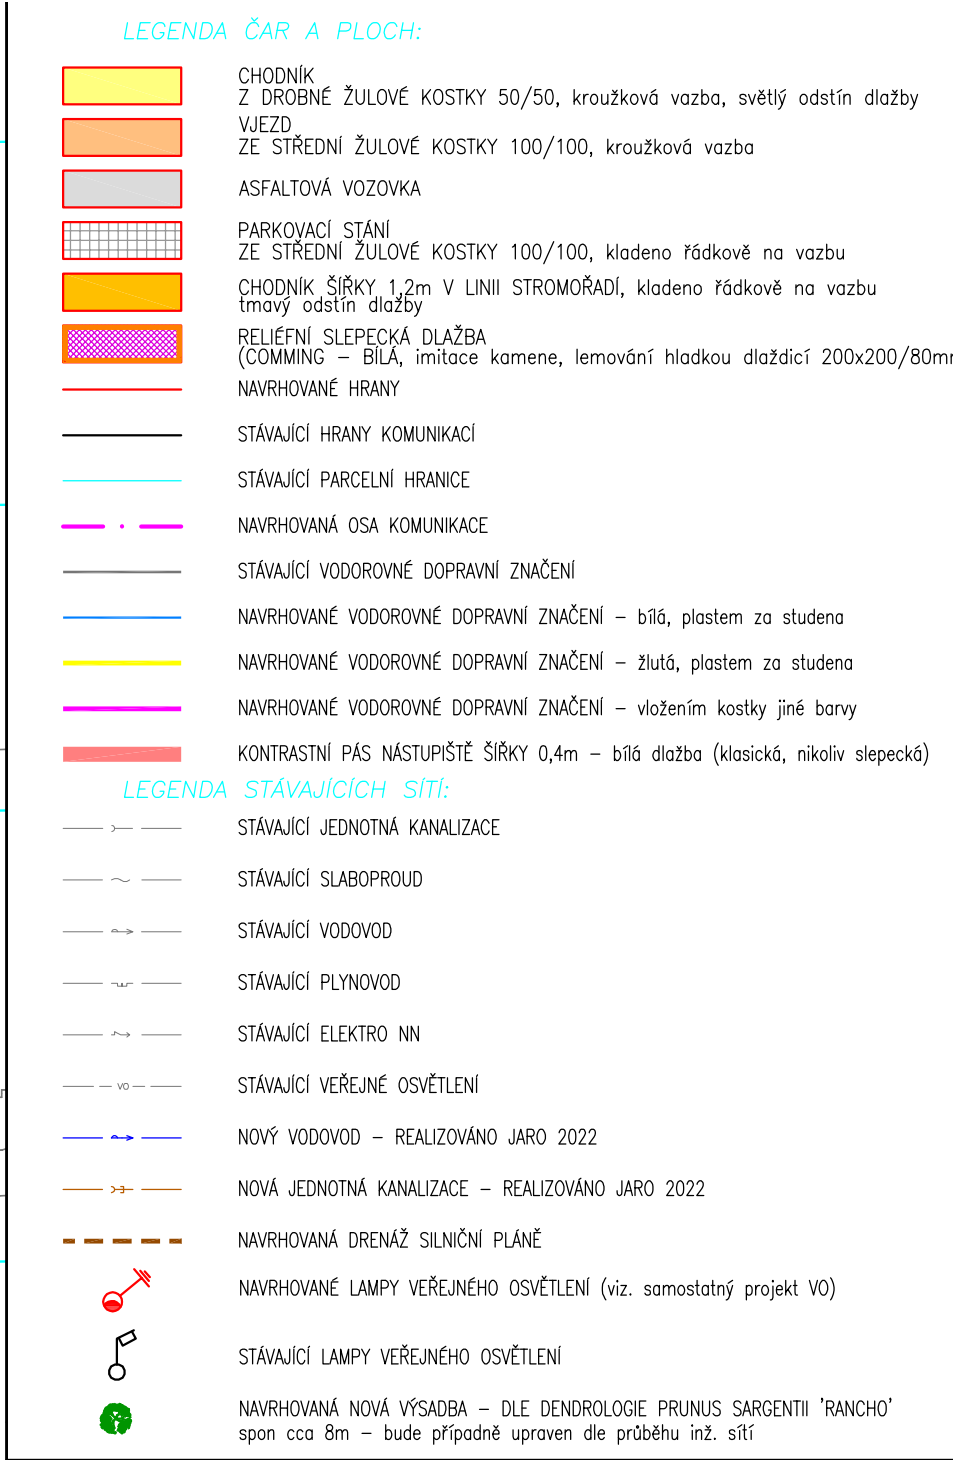 LEGENDA ČAR A PLOCH:
CHODNÍK
Z DROBNÉ ŽULOVÉ KOSTKY 50/50, kroužková vazba, světlý odstín dlažby
VJEZD
ZE STŘEDNÍ ŽULOVÉ KOSTKY 100/100, kroužková vazba
ASFALTOVÁ VOZOVKA
PARKOVACÍ STÁNÍ
ZE STŘEDNÍ ŽULOVÉ KOSTKY 100/100, kladeno řádkově na vazbu
CHODNÍK ŠÍŘKY 1,2m V LINII STROMOŘADÍ, kladeno řádkově na vazbu
tmavý odstín dlažby
RELIÉFNÍ SLEPECKÁ DLAŽBA
(COMMING – BÍLÁ, imitace kamene, lemování hladkou dlaždicí 200x200/80mm
NAVRHOVANÉ HRANY
STÁVAJÍCÍ HRANY KOMUNIKACÍ
STÁVAJÍCÍ PARCELNÍ HRANICE
NAVRHOVANÁ OSA KOMUNIKACE
STÁVAJÍCÍ VODOROVNÉ DOPRAVNÍ ZNAČENÍ
NAVRHOVANÉ VODOROVNÉ DOPRAVNÍ ZNAČENÍ – bílá, plastem za studena
NAVRHOVANÉ VODOROVNÉ DOPRAVNÍ ZNAČENÍ – žlutá, plastem za studena
NAVRHOVANÉ VODOROVNÉ DOPRAVNÍ ZNAČENÍ – vložením kostky jiné barvy
KONTRASTNÍ PÁS NÁSTUPIŠTĚ ŠÍŘKY 0,4m – bílá dlažba (klasická, nikoliv slepecká)
LEGENDA STÁVAJÍCÍCH SÍTÍ:
STÁVAJÍCÍ JEDNOTNÁ KANALIZACE
STÁVAJÍCÍ SLABOPROUD
STÁVAJÍCÍ VODOVOD
STÁVAJÍCÍ PLYNOVOD
STÁVAJÍCÍ ELEKTRO NN
VO STÁVAJÍCÍ VEŘEJNÉ OSVĚTLENÍ
NOVÝ VODOVOD – REALIZOVÁNO JARO 2022
NOVÁ JEDNOTNÁ KANALIZACE – REALIZOVÁNO JARO 2022
NAVRHOVANÁ DRENÁŽ SILNIČNÍ PLÁNĚ
NAVRHOVANÉ LAMPY VEŘEJNÉHO OSVĚTLENÍ (viz. samostatný projekt VO)
STÁVAJÍCÍ LAMPY VEŘEJNÉHO OSVĚTLENÍ
NAVRHOVANÁ NOVÁ VÝSADBA – DLE DENDROLOGIE PRUNUS SARGENTII 'RANCHO'
spon cca 8m – bude případně upraven dle průběhu inž. sítí